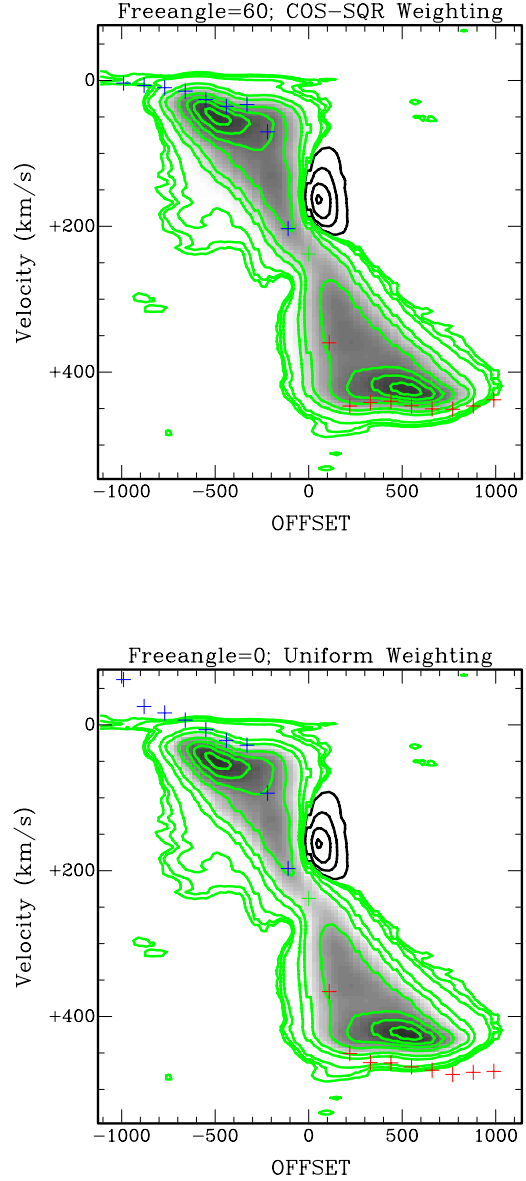 Freeangle=60; COS-SQR Weighting
0
+200
+400
Velocity (km/s)
-1000 -500 0 500 1000
OFFSET
Freeangle=0; Uniform Weighting
0
+200
+400
Velocity (km/s)
-1000 -500 0 500 1000
OFFSET